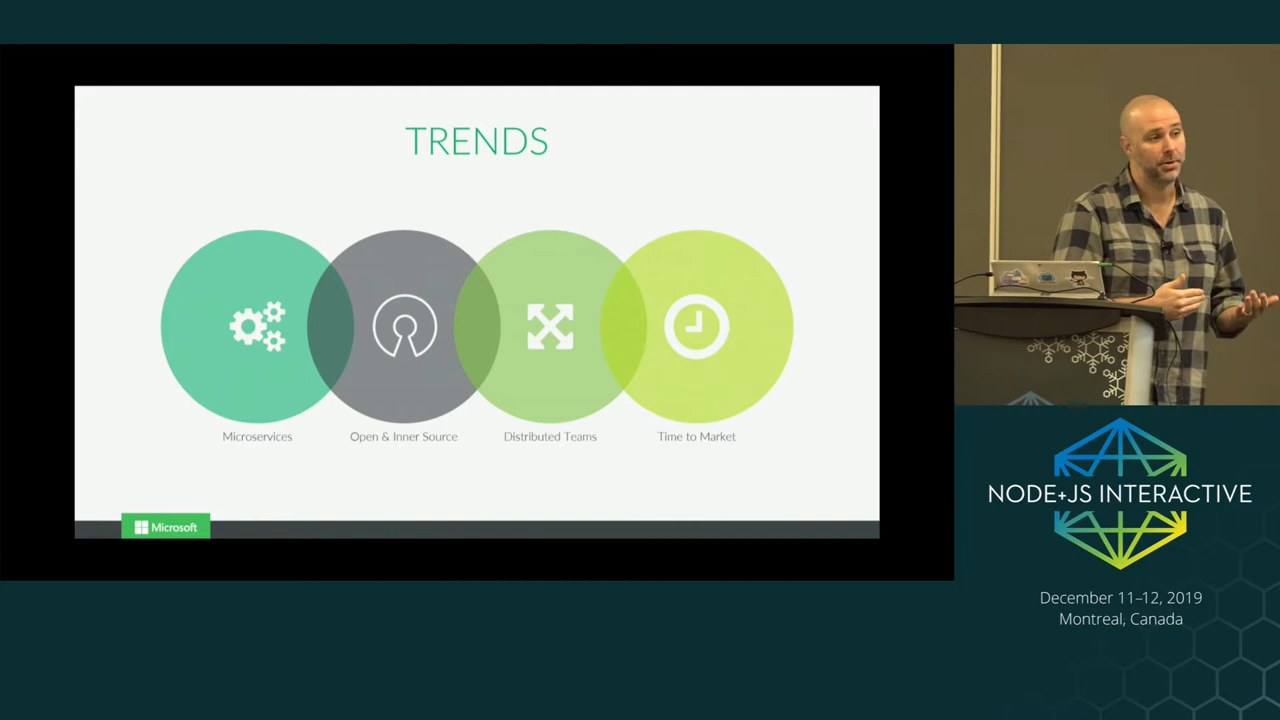 TRENDS
Microservices
Open & Inner Source
Distributed Teams
Time to Market
Microsoft
NODE+JS INTERACTIVE
December 11–12, 2019
Montreal, Canada